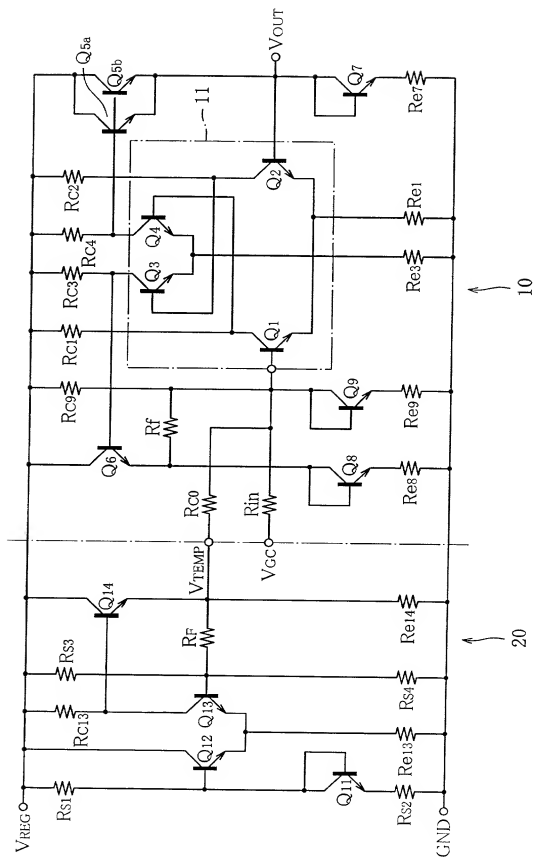 VREG
GND
RS1
Q11
RS2
Q12
Q13
RC13
Re13
RS3
RS4
RF
Q14
Re14
20
VTEMP
VGC
RC0
Rin
Q6
Rf
Q8
Re8
RC9
Q9
Re9
RC1
Q1
RC3
Q3
RC4
Q4
Re3
RC2
Q2
Re1
10
11
Q5a
Q5b
VOUT
Q7
Re7